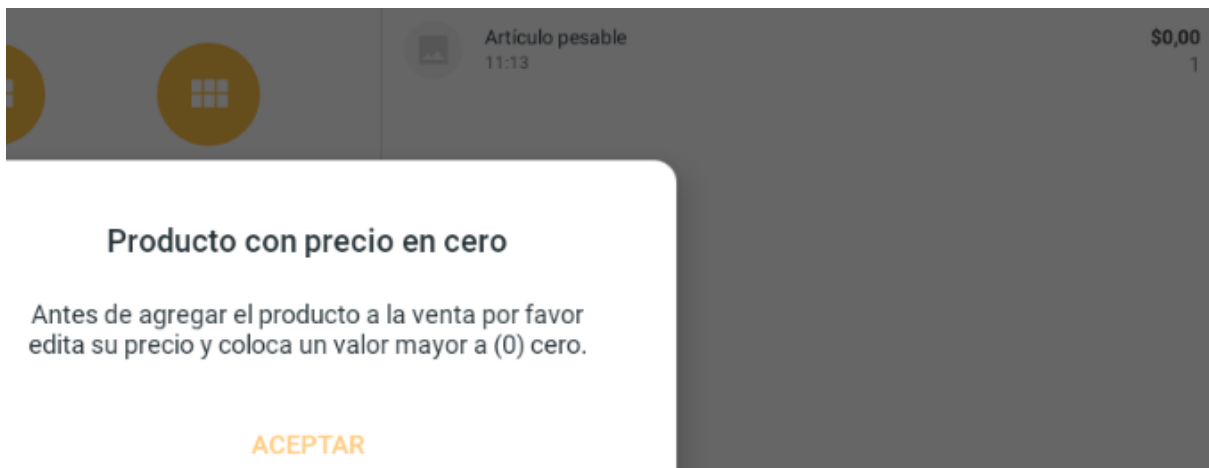 Artículo pesable
$0,00
11:13
1
Producto con precio en cero
Antes de agregar el producto a la venta por favor
edita su precio y coloca un valor mayor a (0) cero.
ACEPTAR